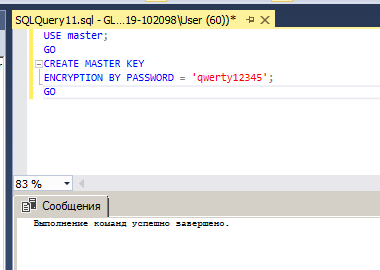 SQLQuery11.sql - GL...19-102098\User (60))*
USE master;
GO
CREATE MASTER KEY
ENCRYPTION BY PASSWORD = 'qwerty12345';
GO
83 %
Сообщения
Выполнение команд успешно завершено.